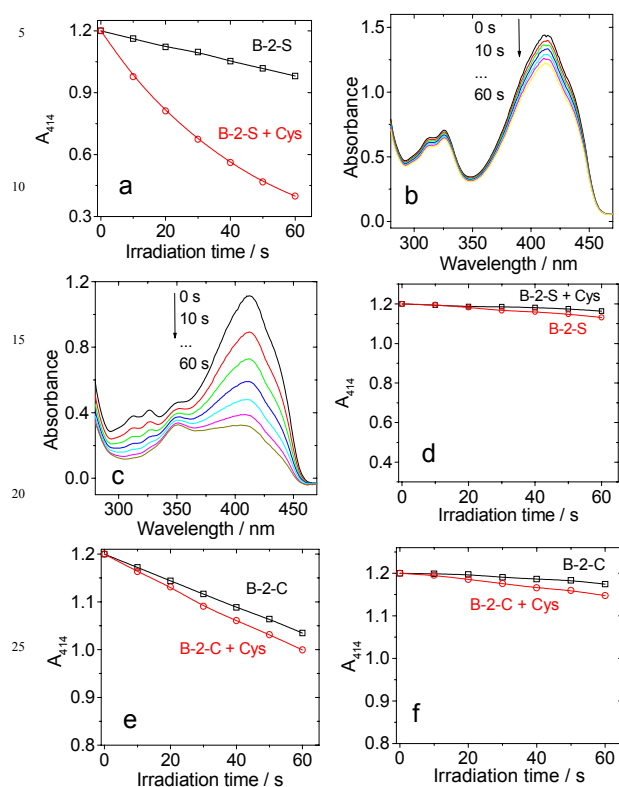 5
10
15
20
25
1.2
0.9
0.6
0.3
A414
0 20 40 60
Irradiation time / s
B-2-S
B-2-S + Cys
a
1.5
1.0
0.5
0.0
Absorbance
300 350 400 450
Wavelength / nm
0 s
10 s
...
60 s
b
1.2
0.8
0.4
0.0
Absorbance
300 350 400 450
Wavelength / nm
0 s
10 s
...
60 s
c
1.2
1.0
0.8
0.6
0.4
A414
0 10 20 30 40 50 60
Irradiation time / s
B-2-S + Cys
B-2-S
d
1.2
1.1
1.0
0.9
0.8
A414
0 20 40 60
Irradiation time / s
B-2-C
B-2-C + Cys
e
1.2
1.1
1.0
0.9
0.8
A414
0 20 40 60
Irradiation time / s
B-2-C
B-2-C + Cys
f